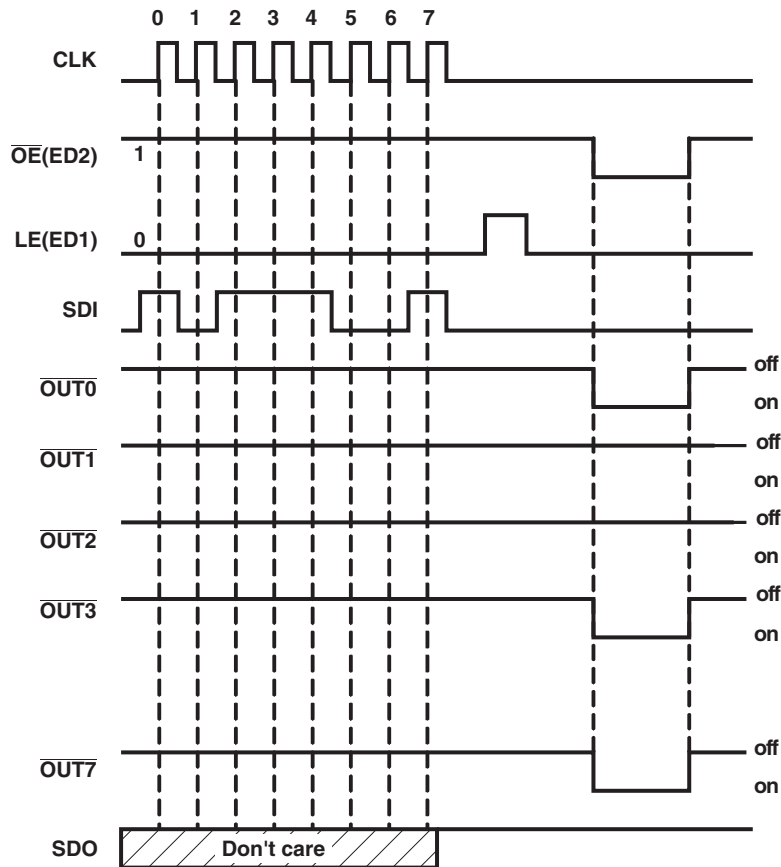 0 1 2 3 4 5 6 7
CLK
OE(ED2) 1
LE(ED1) 0
SDI
OUT0 off
on
OUT1 off
on
OUT2 off
on
OUT3 off
on
OUT7 off
on
SDO Don't care